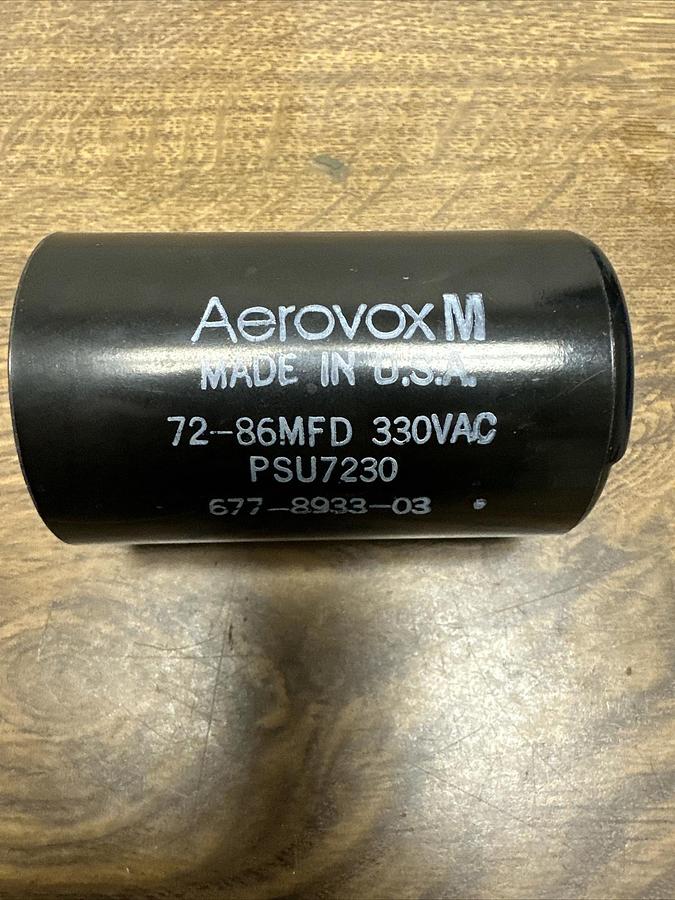 Aerovox M
MADE IN U.S.A.
72-86MFD 330VAC
PSU7230
677-8933-03